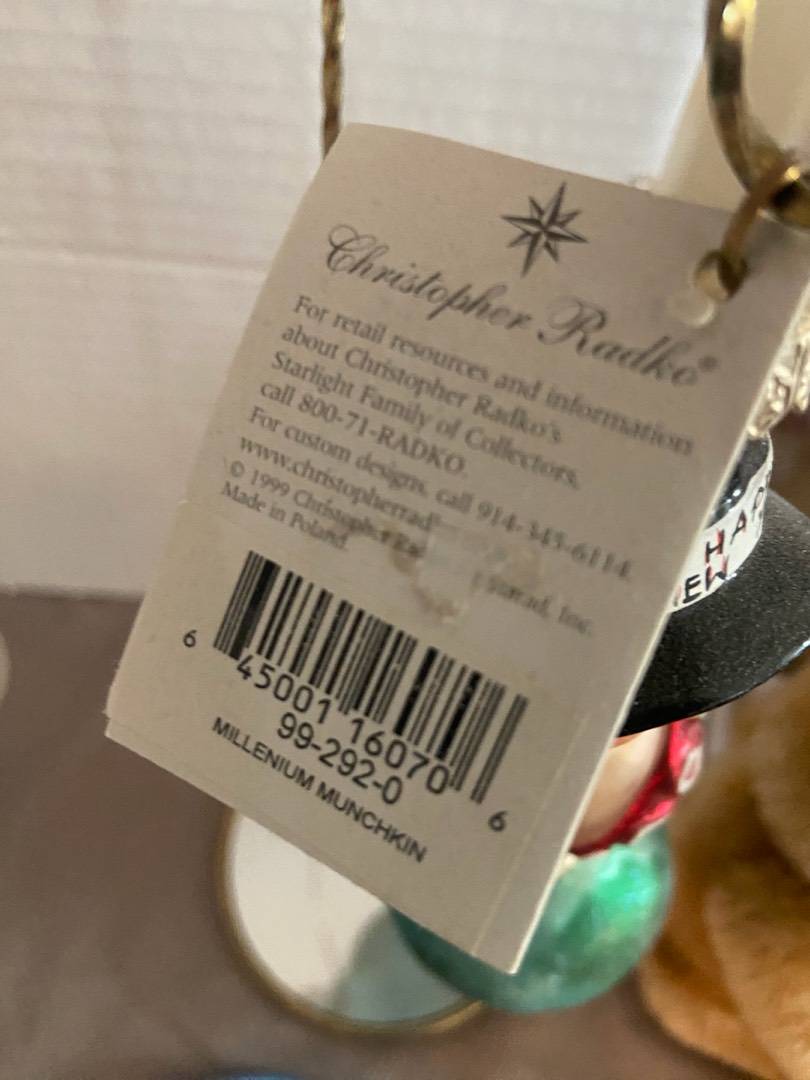 Christopher Radko®
For retail resources and information
about Christopher Radko's
Starlight Family of Collectors,
call 800-71-RADKO.
For custom designs, call 914-345-6114.
www.christopherrad
© 1999 Christopher Ra
Made in Poland.
6 45001 16070 6
99-292-0
MILLENIUM MUNCHKIN
HAP
EW